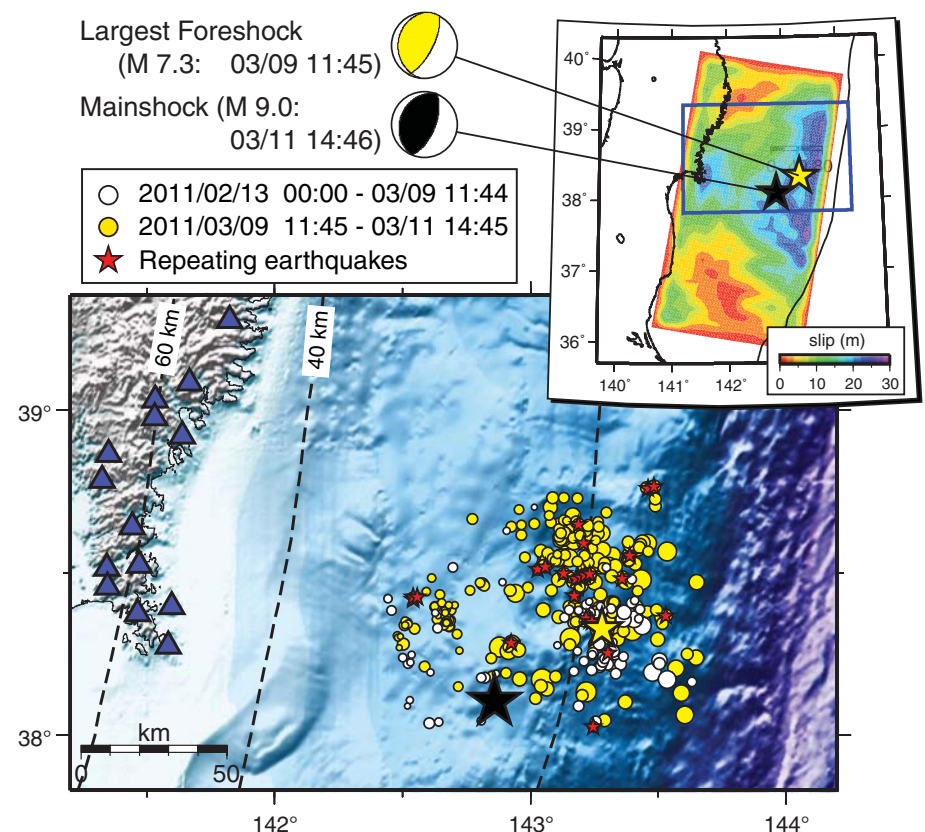 Largest Foreshock
(M 7.3: 03/09 11:45)
Mainshock (M 9.0:
03/11 14:46)
2011/02/13 00:00 - 03/09 11:44
2011/03/09 11:45 - 03/11 14:45
Repeating earthquakes
40°
39°
38°
37°
36°
140° 141° 142°
slip (m)
0 10 20 30
60 km
40 km
39°
38°
km
0 50
142° 143° 144°